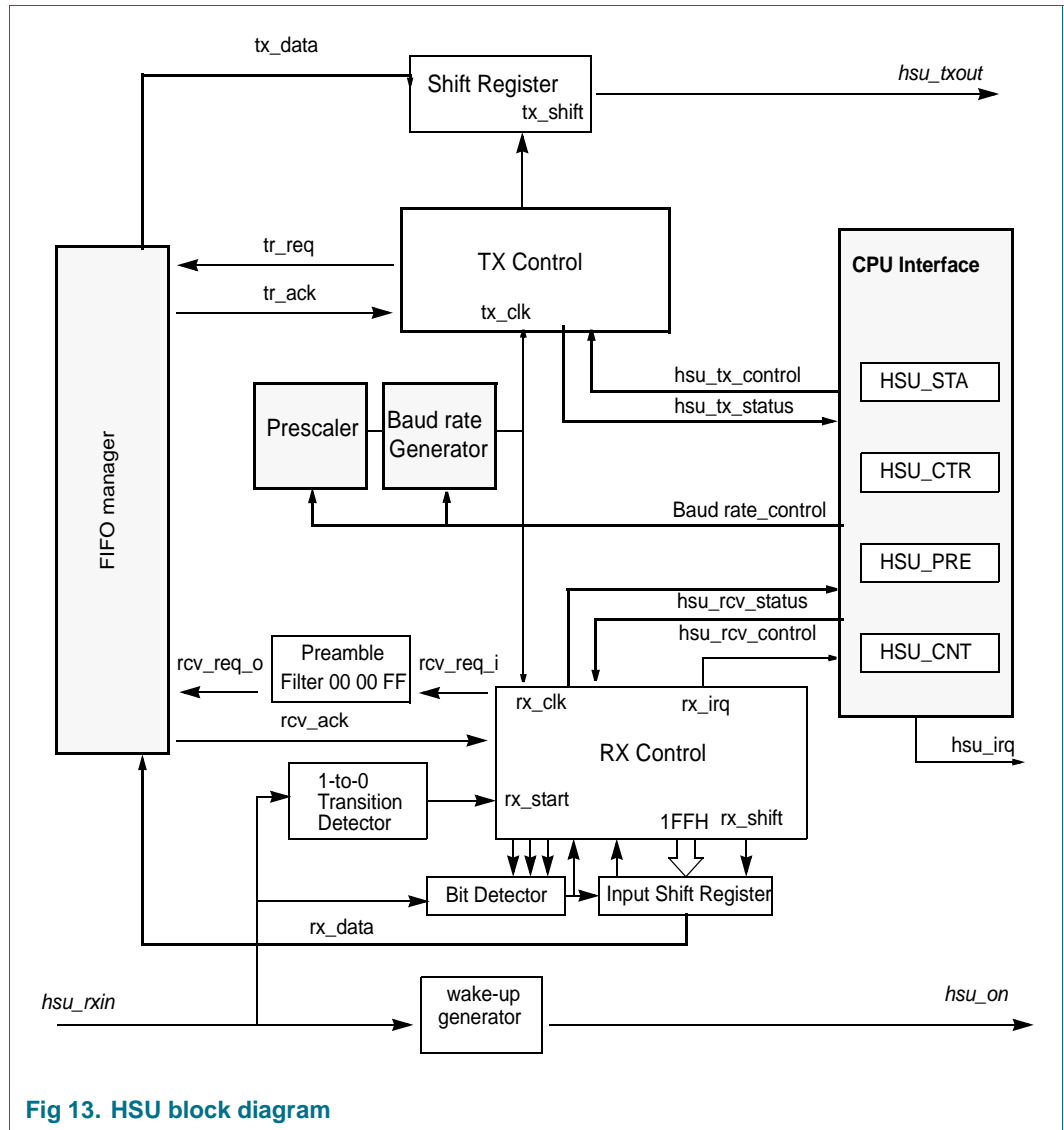 tx_data
Shift Register
tx_shift
hsu_txout
tr_req
TX Control
CPU Interface
tr_ack
tx_clk
hsu_tx_control
HSU_STA
hsu_tx_status
Prescaler
Baud rate
Generator
HSU_CTR
Baud rate_control
FIFO manager
HSU_PRE
hsu_rcv_status
hsu_rcv_control
HSU_CNT
rcv_req_o
Preamble
Filter 00 00 FF
rcv_req_i
rx_clk
rx_irq
rcv_ack
RX Control
hsu_irq
1-to-0
Transition
Detector
rx_start
1FFH
rx_shift
Bit Detector
Input Shift Register
rx_data
hsu_rxin
wake-up
generator
hsu_on
Fig 13. HSU block diagram